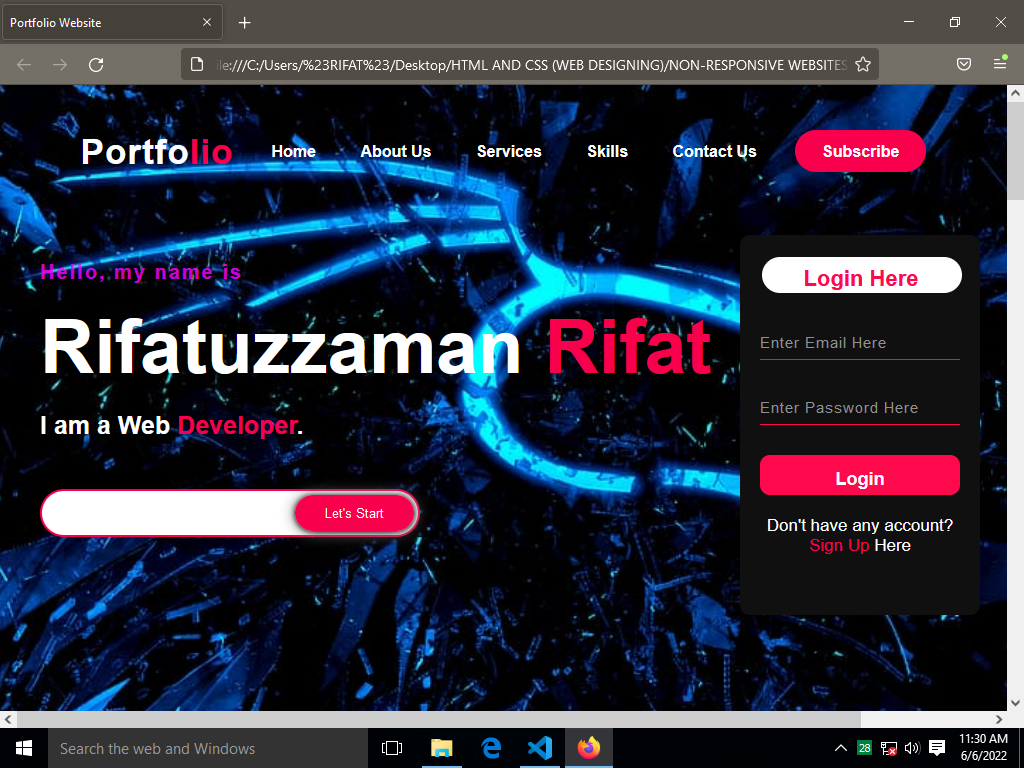 Portfolio Website
ile:///C:/Users/%23RIFAT%23/Desktop/HTML AND CSS (WEB DESIGNING)/NON-RESPONSIVE WEBSITES
Portfolio Home About Us Services Skills Contact Us Subscribe
Hello, my name is
Rifatuzzaman Rifat
I am a Web Developer.
Let's Start
Login Here
Enter Email Here
Enter Password Here
Login
Don't have any account?
Sign Up Here
Search the web and Windows
28
11:30 AM
6/6/2022